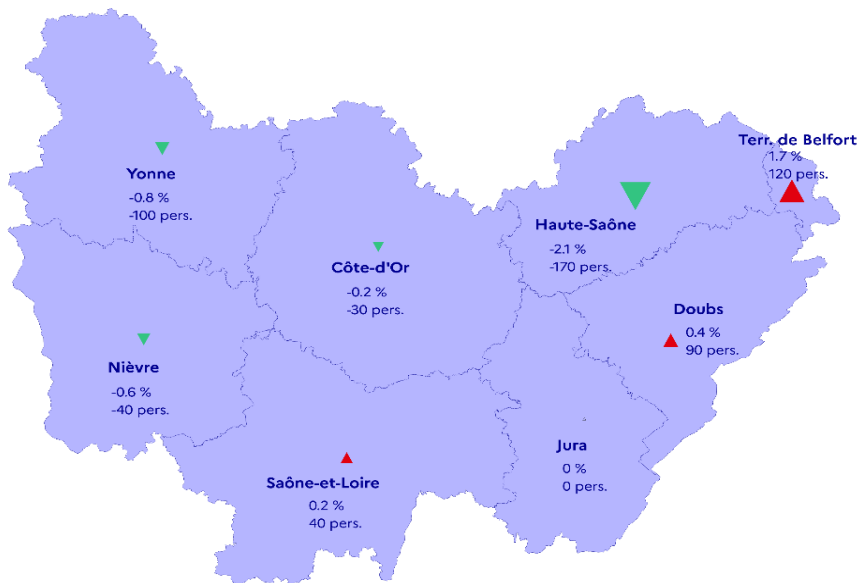 Terr. de Belfort
1.7 %
120 pers.
Yonne
-0.8 %
-100 pers.
Haute-Saône
-2.1 %
-170 pers.
Côte-d'Or
-0.2 %
-30 pers.
Doubs
0.4 %
90 pers.
Nièvre
-0.6 %
-40 pers.
Jura
0 %
0 pers.
Saône-et-Loire
0.2 %
40 pers.